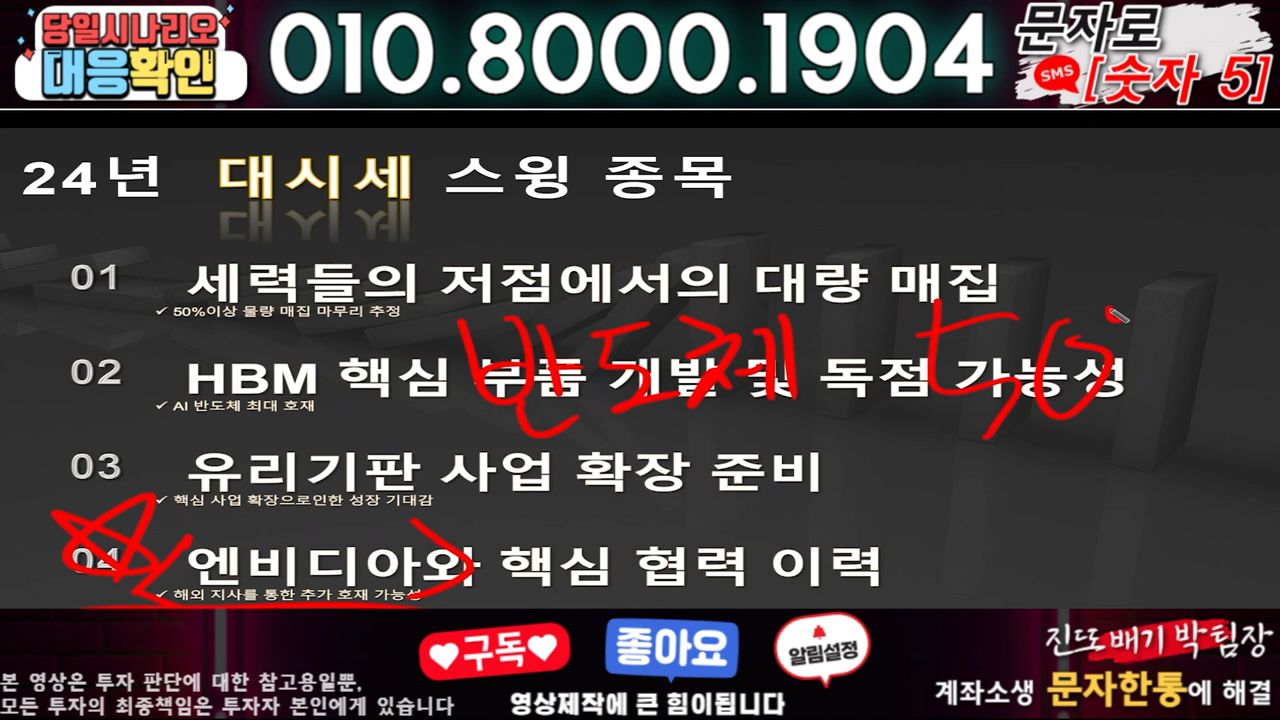 당일시나리오
대응확인
010.8000.1904
문자로
SMS [숫자 5]
24년 대시세 스윙 종목
01 세력들의 저점에서의 대량 매집
✓ 50%이상 물량 매집 마무리 추정
02 HBM 핵심 부품 개발 및 독점 가능성
✓ AI 반도체 최대 호재
반도체
03 유리기판 사업 확장 준비
✓ 핵심 사업 확장으로인한 성장 기대감
04 엔비디아와 핵심 협력 이력
✓ 해외 지사를 통한 추가 호재 가능성
구독
좋아요
알림설정
영상제작에 큰 힘이됩니다
본 영상은 투자 판단에 대한 참고용일뿐,
모든 투자의 최종책임은 투자자 본인에게 있습니다
진또배기 박팀장
계좌소생 문자한통에 해결